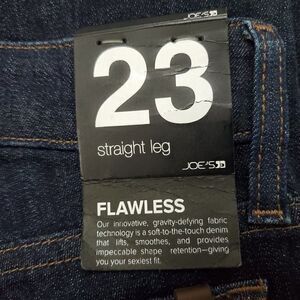 23
straight leg
JOE'S
FLAWLESS
Our innovative, gravity-defying fabric
technology is a soft-to-the-touch denim
that lifts, smoothes, and provides
impeccable shape retention—giving
you your sexiest fit.